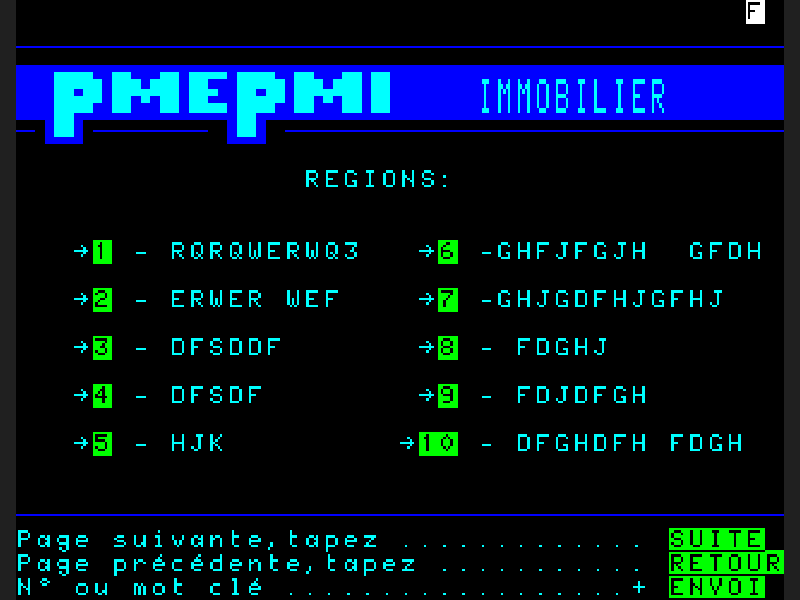 F
PMEPMI IMMOBILIER
REGIONS:
→1 - RQRQWERWQ3 →6 -GHFJFGJH GFDH
→2 - ERWER WEF →7 -GHJGDFHJGFHJ
→3 - DFSDDF →8 - FDGHJ
→4 - DFSDF →9 - FDJDFGH
→5 - HJK →10 - DFGHDFH FDGH
Page suivante,tapez ............. SUITE
Page précédente,tapez ........... RETOUR
N° ou mot clé ..................+ ENVOI